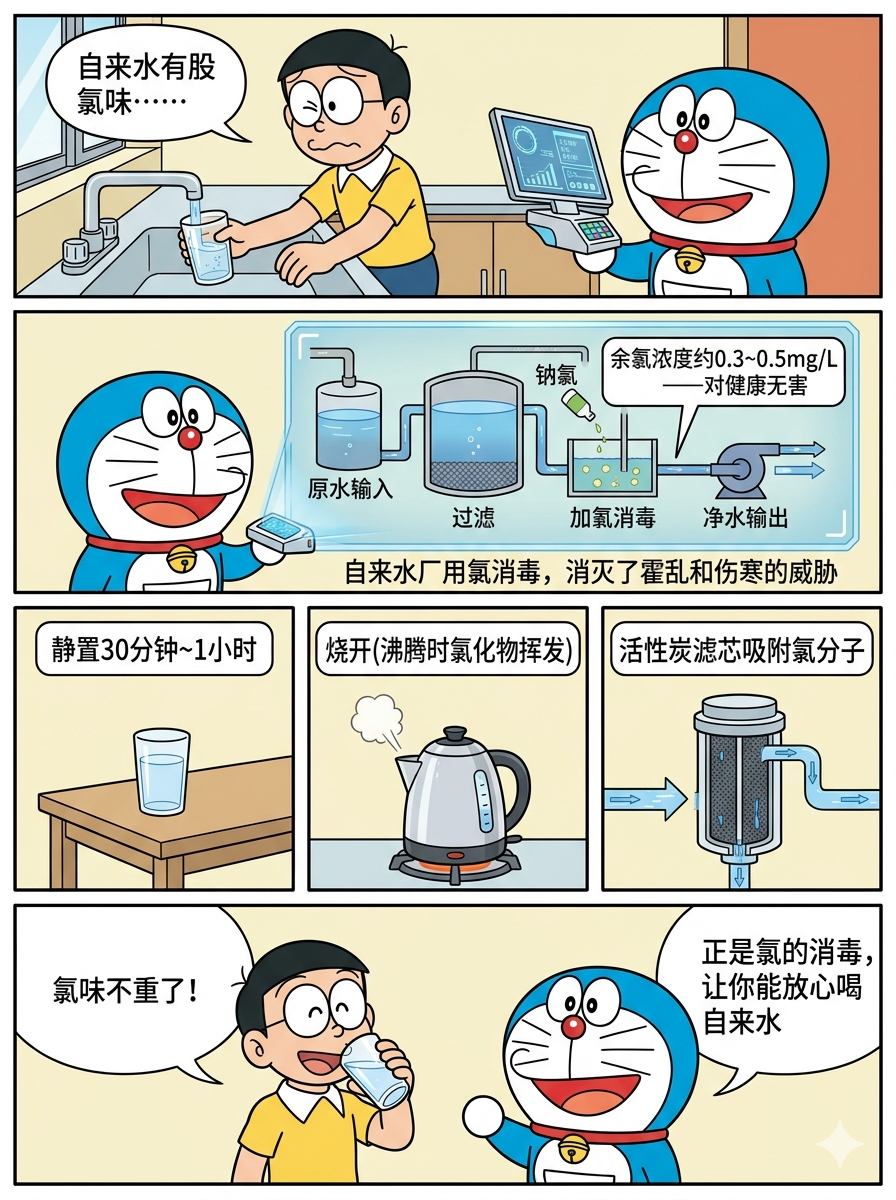 自来水有股
氯味……
钠氯
余氯浓度约0.3~0.5mg/L
——对健康无害
原水输入
过滤
加氯消毒
净水输出
自来水厂用氯消毒，消灭了霍乱和伤寒的威胁
静置30分钟~1小时
烧开(沸腾时氯化物挥发)
活性炭滤芯吸附氯分子
氯味不重了！
正是氯的消毒，
让你能放心喝
自来水